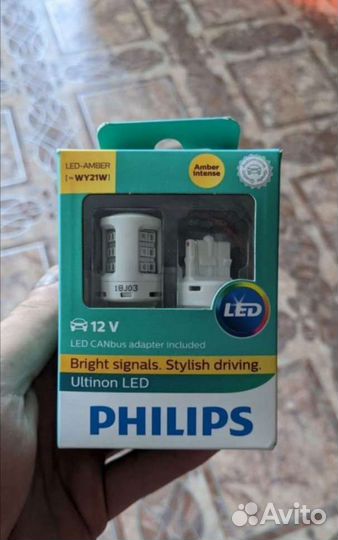 LED-AMBER
[~WY21W]
Amber
intense
18J03
LED
12 V
LED CANbus adapter included
Bright signals. Stylish driving.
Ultinon LED
PHILIPS
Avito